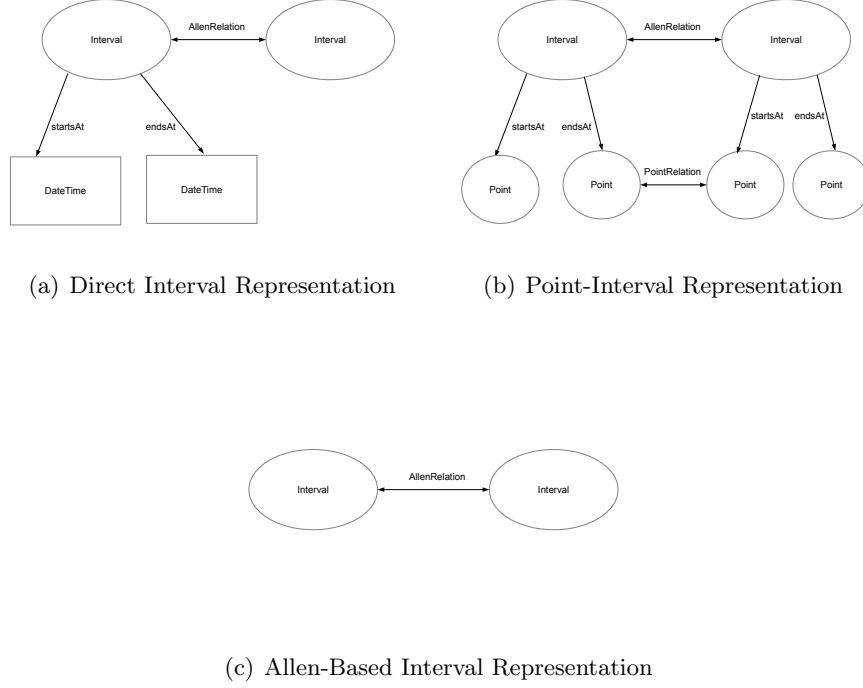 Interval
AllenRelation
Interval
startsAt
endsAt
DateTime
DateTime
(a) Direct Interval Representation
Interval
AllenRelation
Interval
startsAt
endsAt
startsAt
endsAt
Point
Point
PointRelation
Point
Point
(b) Point-Interval Representation
Interval
AllenRelation
Interval
(c) Allen-Based Interval Representation